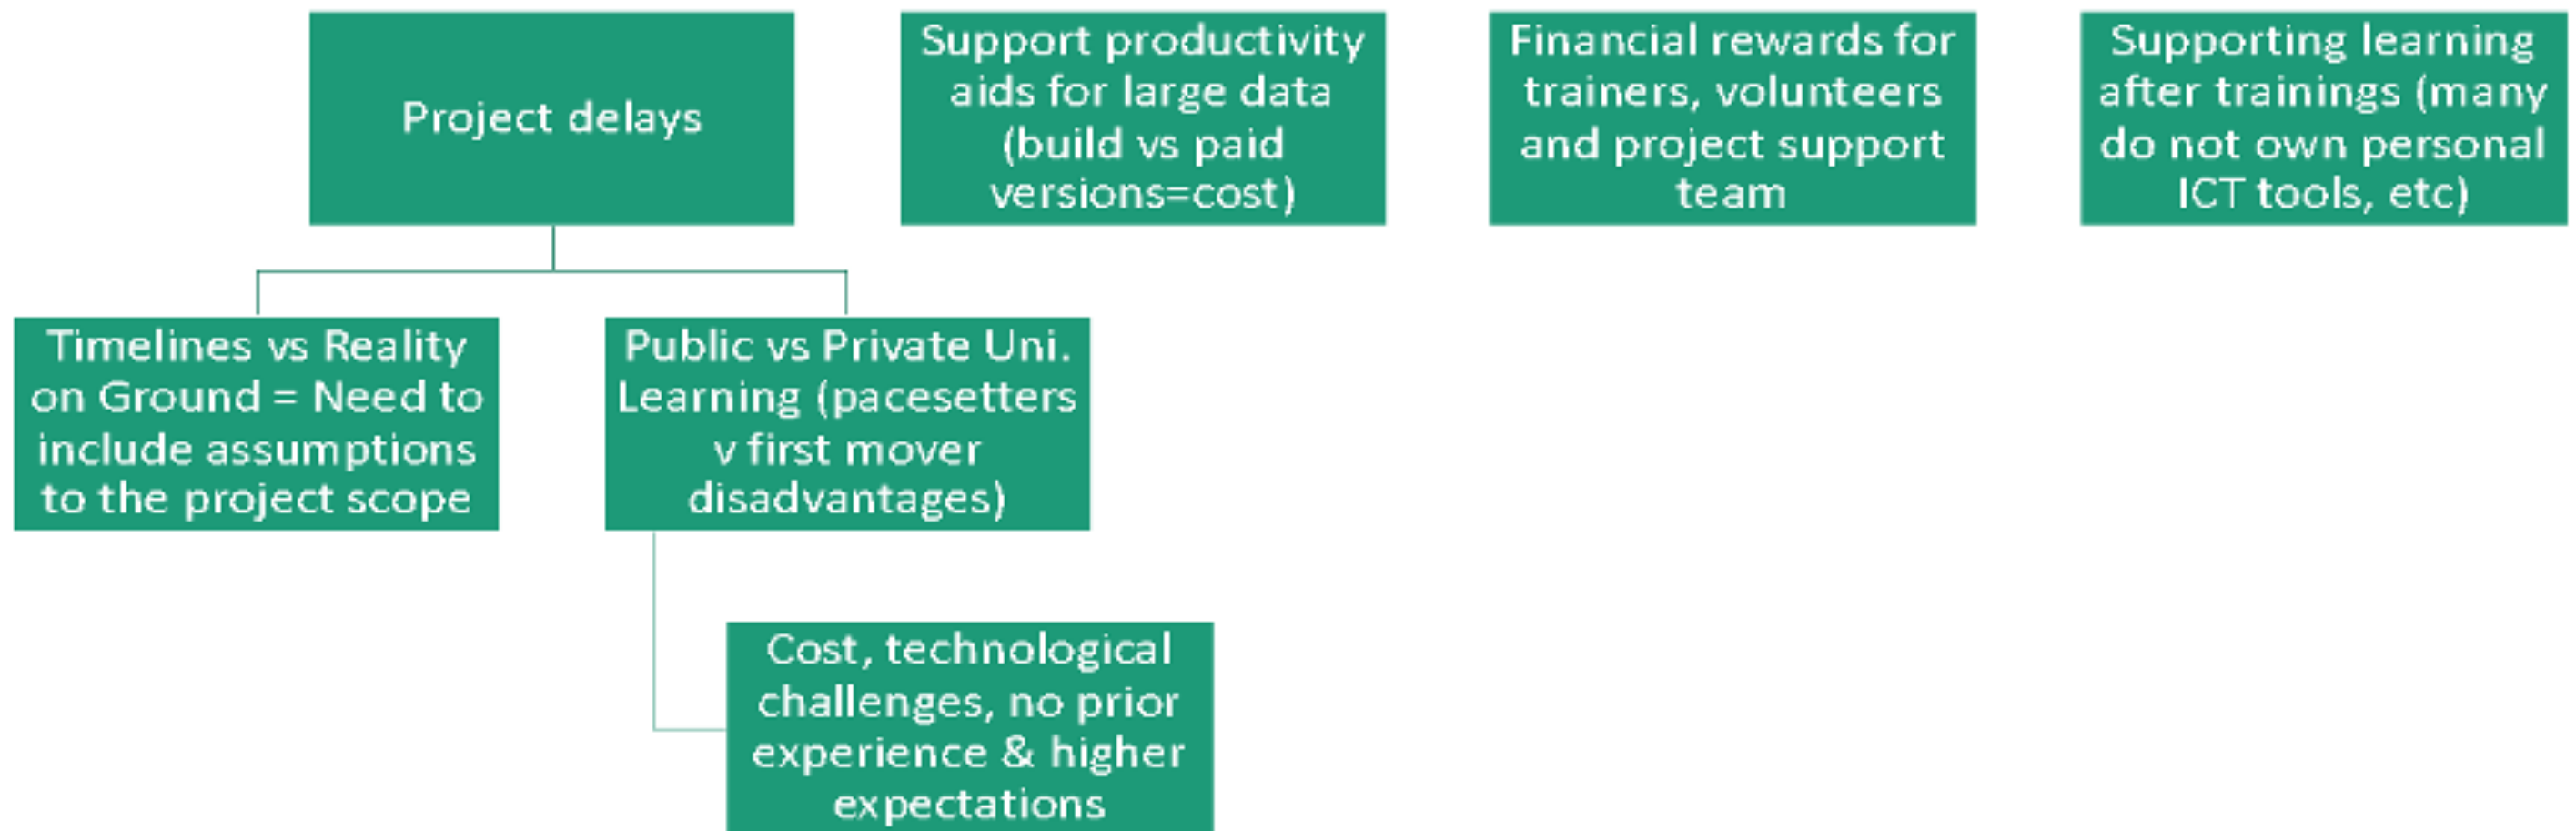 Project delays
Support productivity
aids for large data
(build vs paid
versions=cost)
Financial rewards for
trainers, volunteers
and project support
team
Supporting learning
after trainings (many
do not own personal
ICT tools, etc)
Timelines vs Reality
on Ground = Need to
include assumptions
to the project scope
Public vs Private Uni.
Learning (pacesetters
v first mover
disadvantages)
Cost, technological
challenges, no prior
experience & higher
expectations